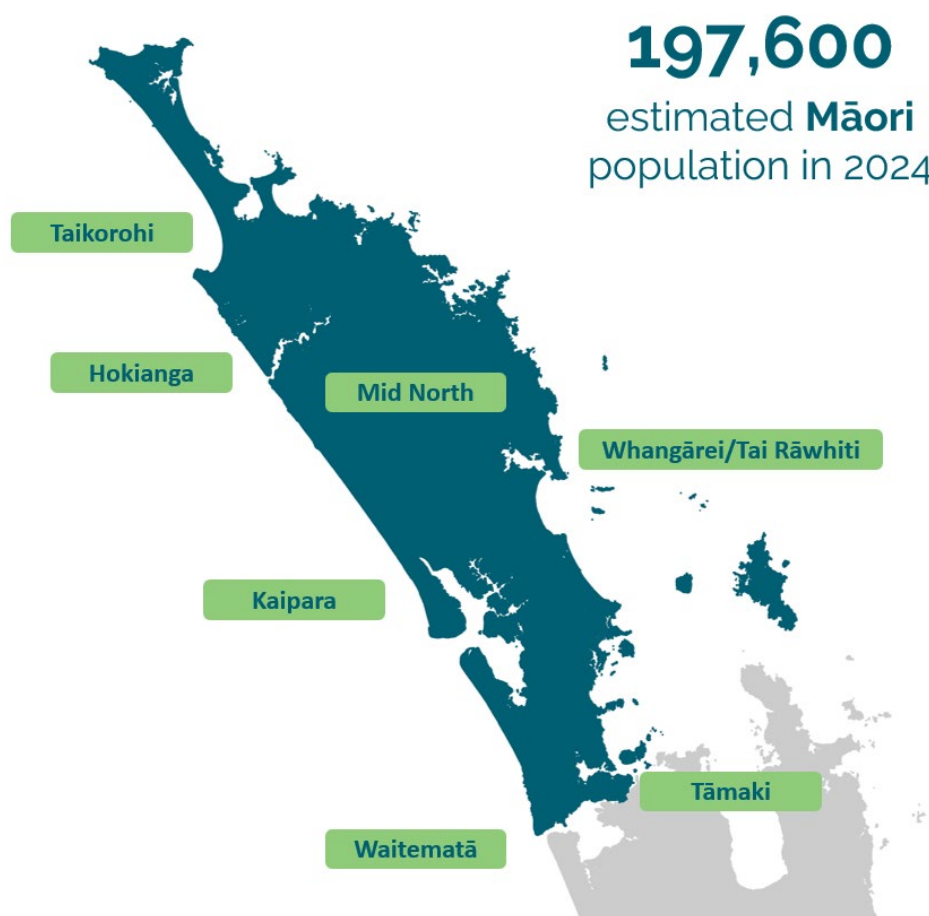 197,600
estimated Māori
population in 2024
Taikorohi
Hokianga
Mid North
Whangārei/Tai Rāwhiti
Kaipara
Tāmaki
Waitematā